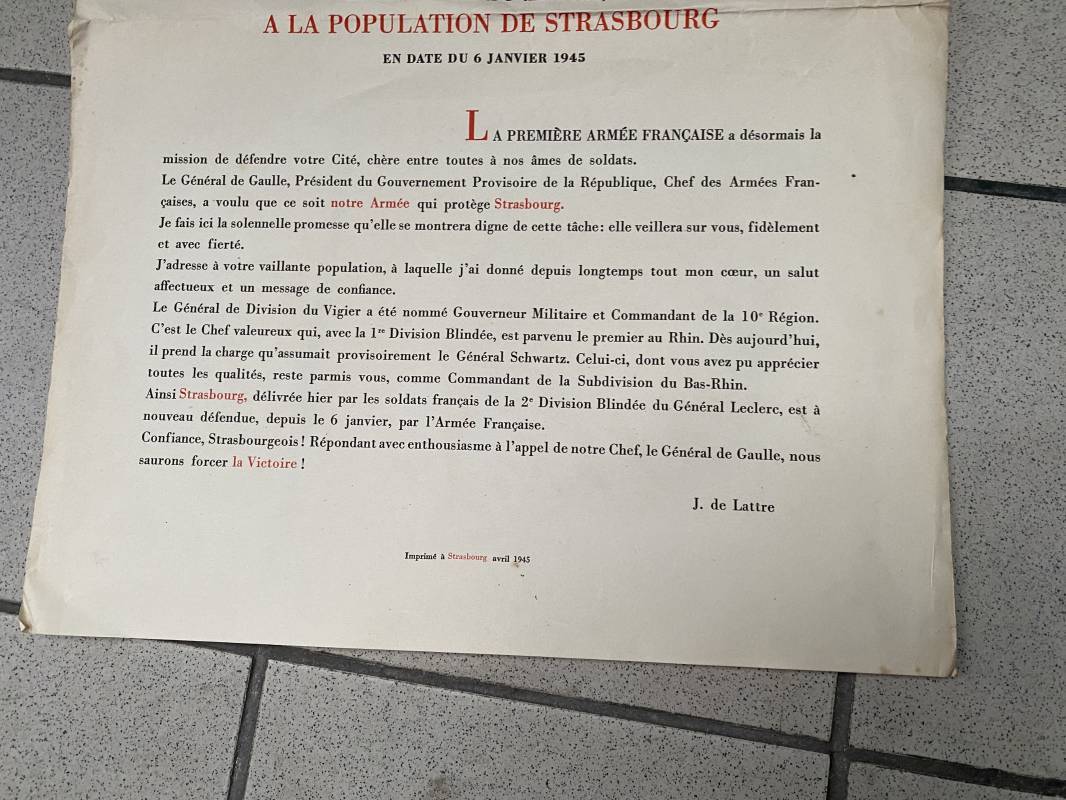 A LA POPULATION DE STRASBOURG
EN DATE DU 6 JANVIER 1945
LA PREMIÈRE ARMÉE FRANÇAISE a désormais la
mission de défendre votre Cité, chère entre toutes à nos âmes de soldats.
Le Général de Gaulle, Président du Gouvernement Provisoire de la République, Chef des Armées Fran-
çaises, a voulu que ce soit notre Armée qui protège Strasbourg.
Je fais ici la solennelle promesse qu'elle se montrera digne de cette tâche: elle veillera sur vous, fidèlement
et avec fierté.
J'adresse à votre vaillante population, à laquelle j'ai donné depuis longtemps tout mon cœur, un salut
affectueux et un message de confiance.
Le Général de Division du Vigier a été nommé Gouverneur Militaire et Commandant de la 10e Région.
C'est le Chef valeureux qui, avec la 1re Division Blindée, est parvenu le premier au Rhin. Dès aujourd'hui,
il prend la charge qu'assumait provisoirement le Général Schwartz. Celui-ci, dont vous avez pu apprécier
toutes les qualités, reste parmis vous, comme Commandant de la Subdivision du Bas-Rhin.
Ainsi Strasbourg, délivrée hier par les soldats français de la 2e Division Blindée du Général Leclerc, est à
nouveau défendue, depuis le 6 janvier, par l'Armée Française.
Confiance, Strasbourgeois ! Répondant avec enthousiasme à l'appel de notre Chef, le Général de Gaulle, nous
saurons forcer la Victoire !
J. de Lattre
Imprimé à Strasbourg avril 1945